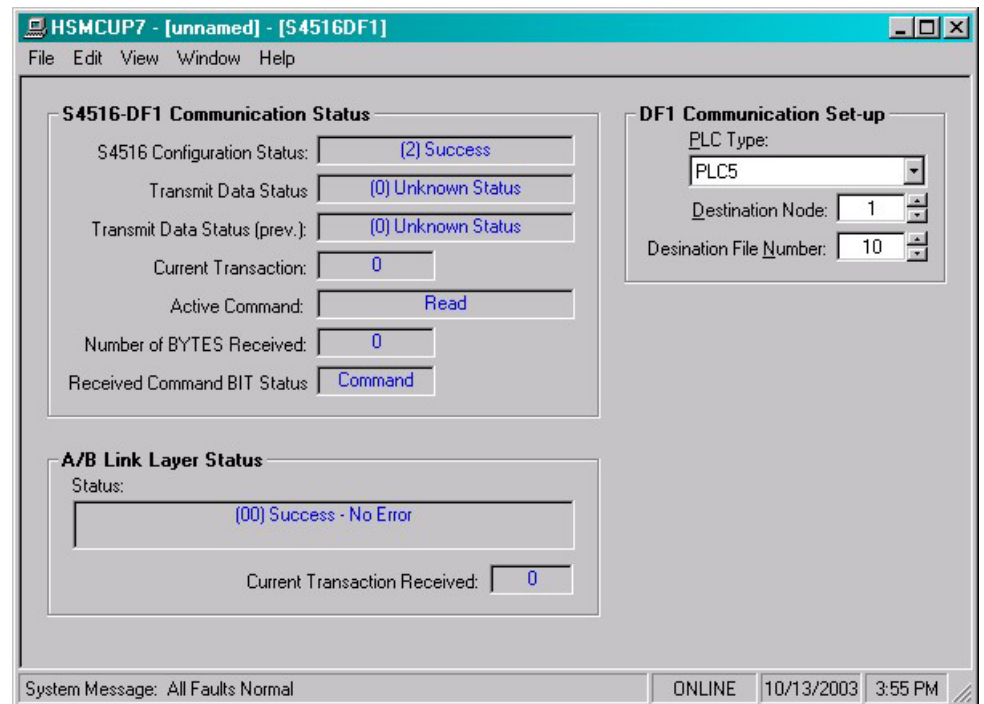 HSMCUP7 - [unnamed] - [S4516DF1]
File Edit View Window Help
S4516-DF1 Communication Status
S4516 Configuration Status: (2) Success
Transmit Data Status (0) Unknown Status
Transmit Data Status (prev.): (0) Unknown Status
Current Transaction: 0
Active Command: Read
Number of BYTES Received: 0
Received Command BIT Status Command
DF1 Communication Set-up
PLC Type:
PLC5
Destination Node: 1
Desination File Number: 10
A/B Link Layer Status
Status:
(00) Success - No Error
Current Transaction Received: 0
System Message: All Faults Normal ONLINE 10/13/2003 3:55 PM